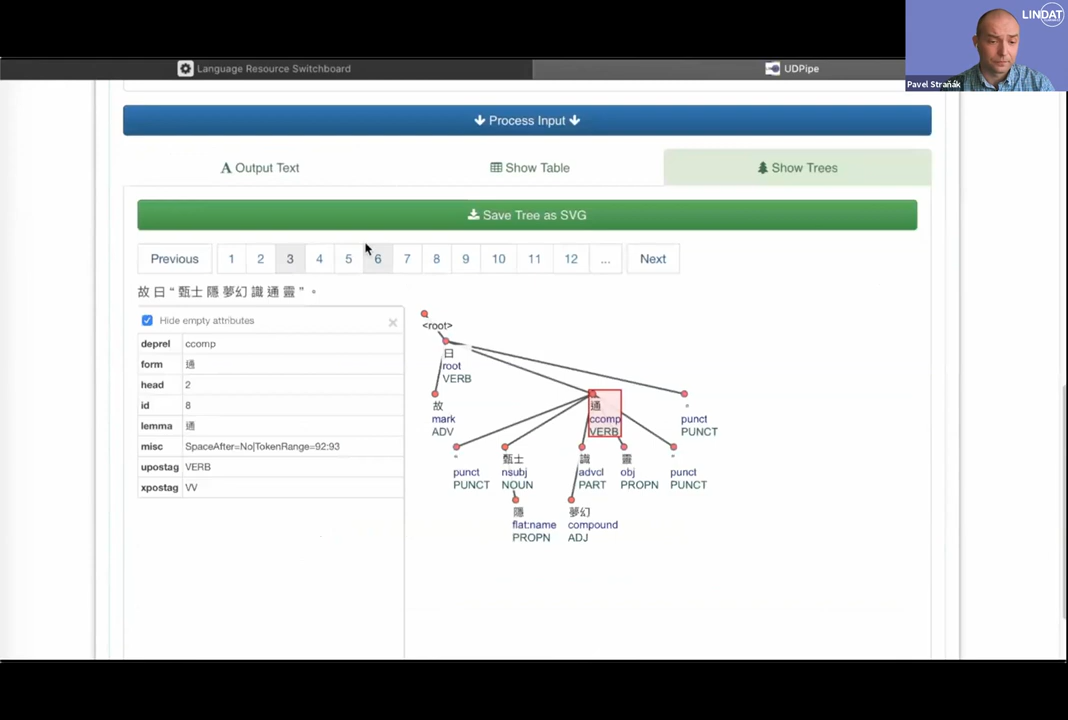 LINDAT
Pavel Straňák
Language Resource Switchboard
UDPipe
Process Input
Output Text
Show Table
Show Trees
Save Tree as SVG
Previous 1 2 3 4 5 6 7 8 9 10 11 12 ... Next
故 日 “ 甄士 隱 夢幻 識 通 靈 ” 。
Hide empty attributes
deprel ccomp
form 通
head 2
id 8
lemma 通
misc SpaceAfter=No|TokenRange=92:93
upostag VERB
xpostag VV
<root>
日
root
VERB
故
mark
ADV
通
ccomp
VERB
punct
PUNCT
“
punct
PUNCT
甄士
nsubj
NOUN
識
advcl
PART
靈
obj
PROPN
”
punct
PUNCT
隱
flat:name
PROPN
夢幻
compound
ADJ